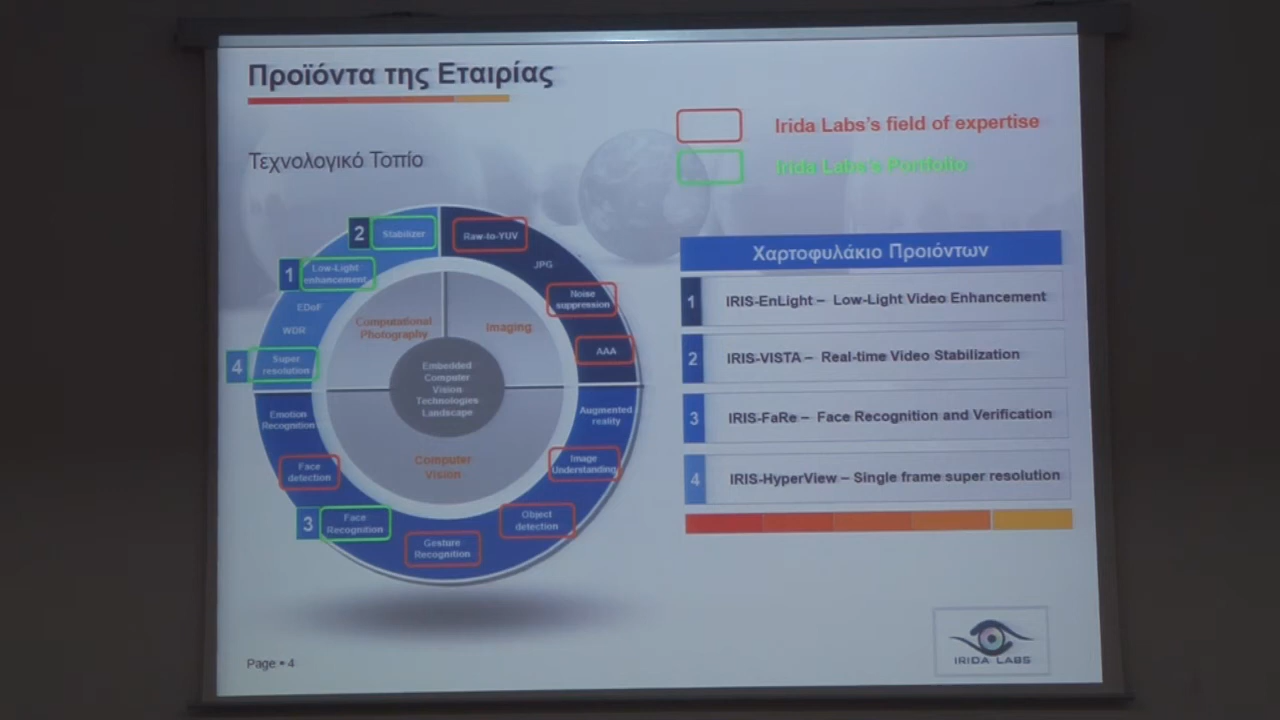 Προϊόντα της Εταιρίας
Τεχνολογικό Τοπίο
Irida Labs's field of expertise
Irida Labs's Portfolio
2
Stabilizer
Raw-to-YUV
JPG
1
Low-Light
enhancement
Noise
suppression
EDoF
WDR
AAA
4
Super
resolution
Computational
Photography
Imaging
Embedded
Computer
Vision
Technologies
Landscape
Emotion
Recognition
Augmented
reality
Face
detection
Computer
Vision
Image
Understanding
3
Face
Recognition
Object
detection
Gesture
Recognition
Χαρτοφυλάκιο Προιόντων
1 IRIS-EnLight – Low-Light Video Enhancement
2 IRIS-VISTA – Real-time Video Stabilization
3 IRIS-FaRe – Face Recognition and Verification
4 IRIS-HyperView – Single frame super resolution
Page ▪ 4
IRIDA LABS